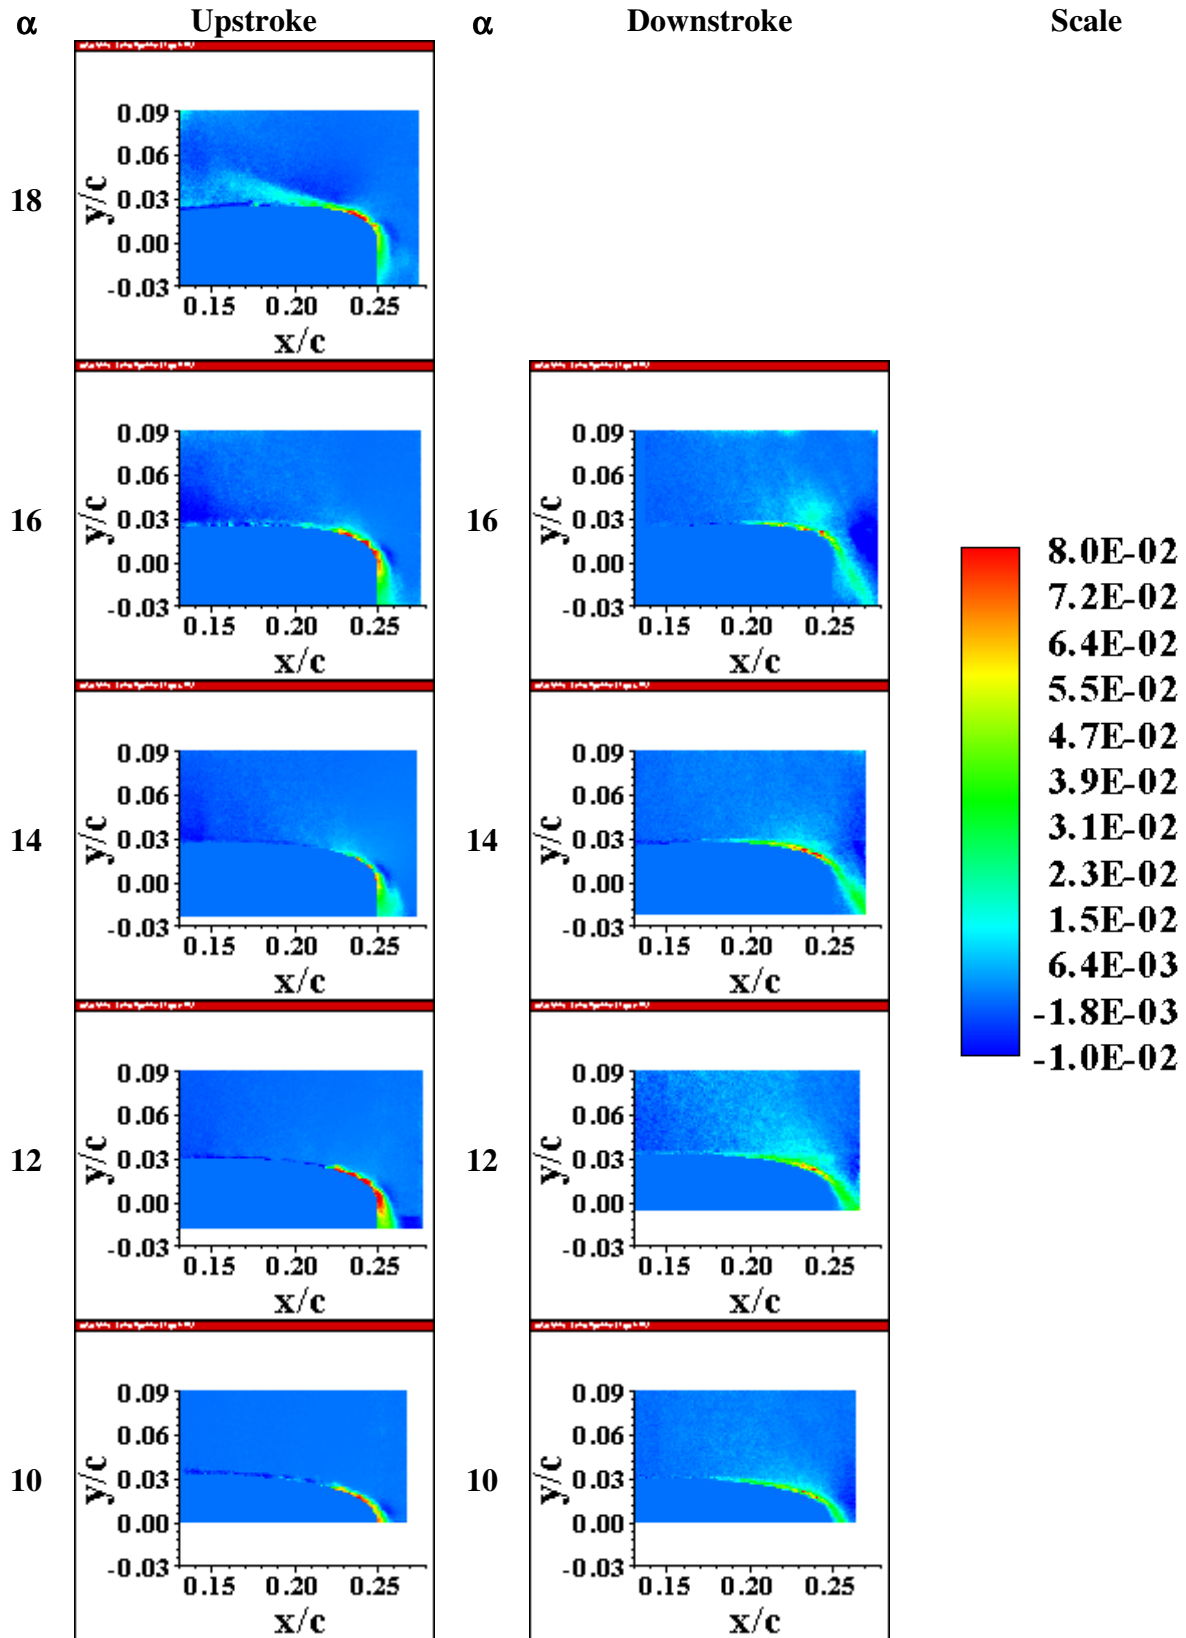 α Upstroke α Downstroke Scale
18
0.09
0.06
0.03
0.00
-0.03
y/c
0.15 0.20 0.25
x/c
16
0.09
0.06
0.03
0.00
-0.03
y/c
0.15 0.20 0.25
x/c
16
0.09
0.06
0.03
0.00
-0.03
y/c
0.15 0.20 0.25
x/c
14
0.09
0.06
0.03
0.00
-0.03
y/c
0.15 0.20 0.25
x/c
14
0.09
0.06
0.03
0.00
-0.03
y/c
0.15 0.20 0.25
x/c
12
0.09
0.06
0.03
0.00
-0.03
y/c
0.15 0.20 0.25
x/c
12
0.09
0.06
0.03
0.00
-0.03
y/c
0.15 0.20 0.25
x/c
10
0.09
0.06
0.03
0.00
-0.03
y/c
0.15 0.20 0.25
x/c
10
0.09
0.06
0.03
0.00
-0.03
y/c
0.15 0.20 0.25
x/c
8.0E-02
7.2E-02
6.4E-02
5.5E-02
4.7E-02
3.9E-02
3.1E-02
2.3E-02
1.5E-02
6.4E-03
-1.8E-03
-1.0E-02